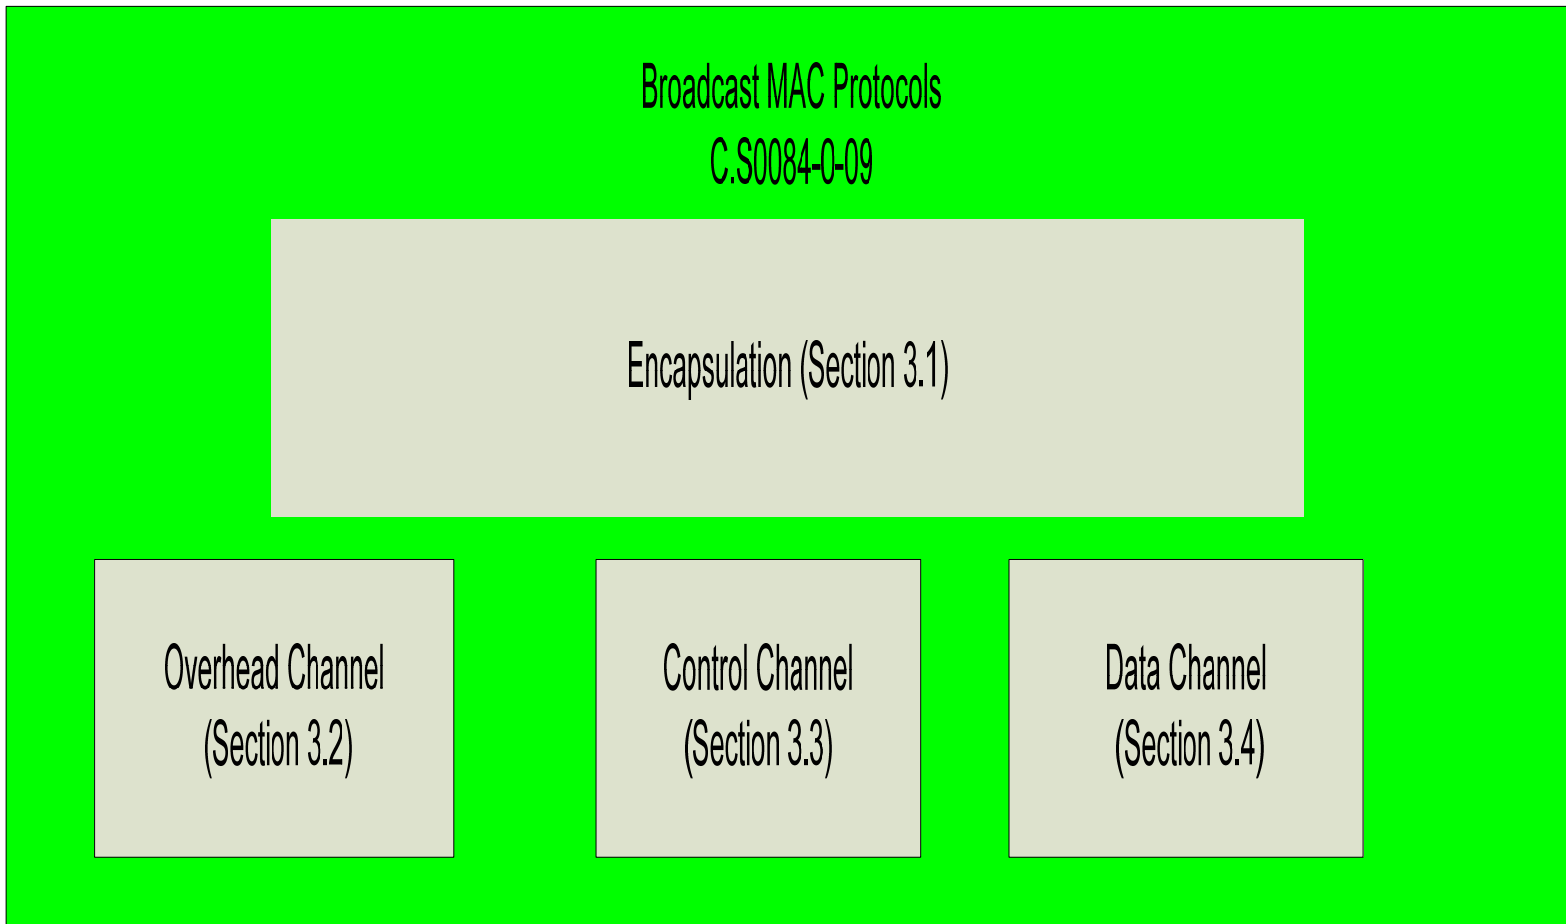 Broadcast MAC Protocols
C.S0084-0-09
Encapsulation (Section 3.1)
Overhead Channel
(Section 3.2)
Control Channel
(Section 3.3)
Data Channel
(Section 3.4)